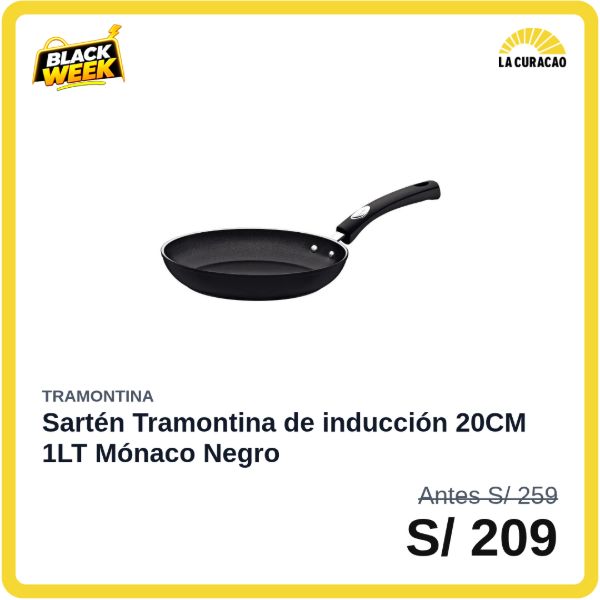 BLACK
WEEK
LA CURACAO
TRAMONTINA
Sartén Tramontina de inducción 20CM
1LT Mónaco Negro
Antes S/ 259
S/ 209